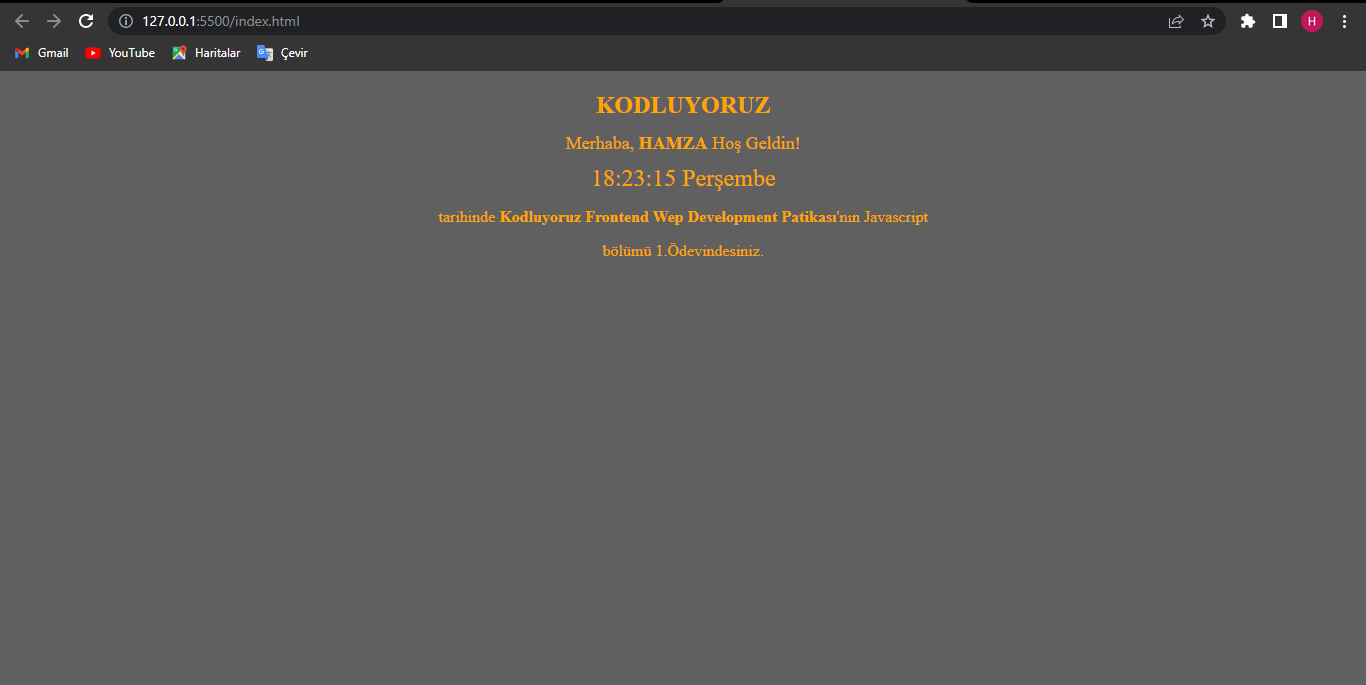 127.0.0.1:5500/index.html
H
Gmail YouTube Haritalar Çevir
KODLUYORUZ
Merhaba, HAMZA Hoş Geldin!
18:23:15 Perşembe
tarihinde Kodluyoruz Frontend Wep Development Patikası'nın Javascript
bölümü 1.Ödevindesiniz.